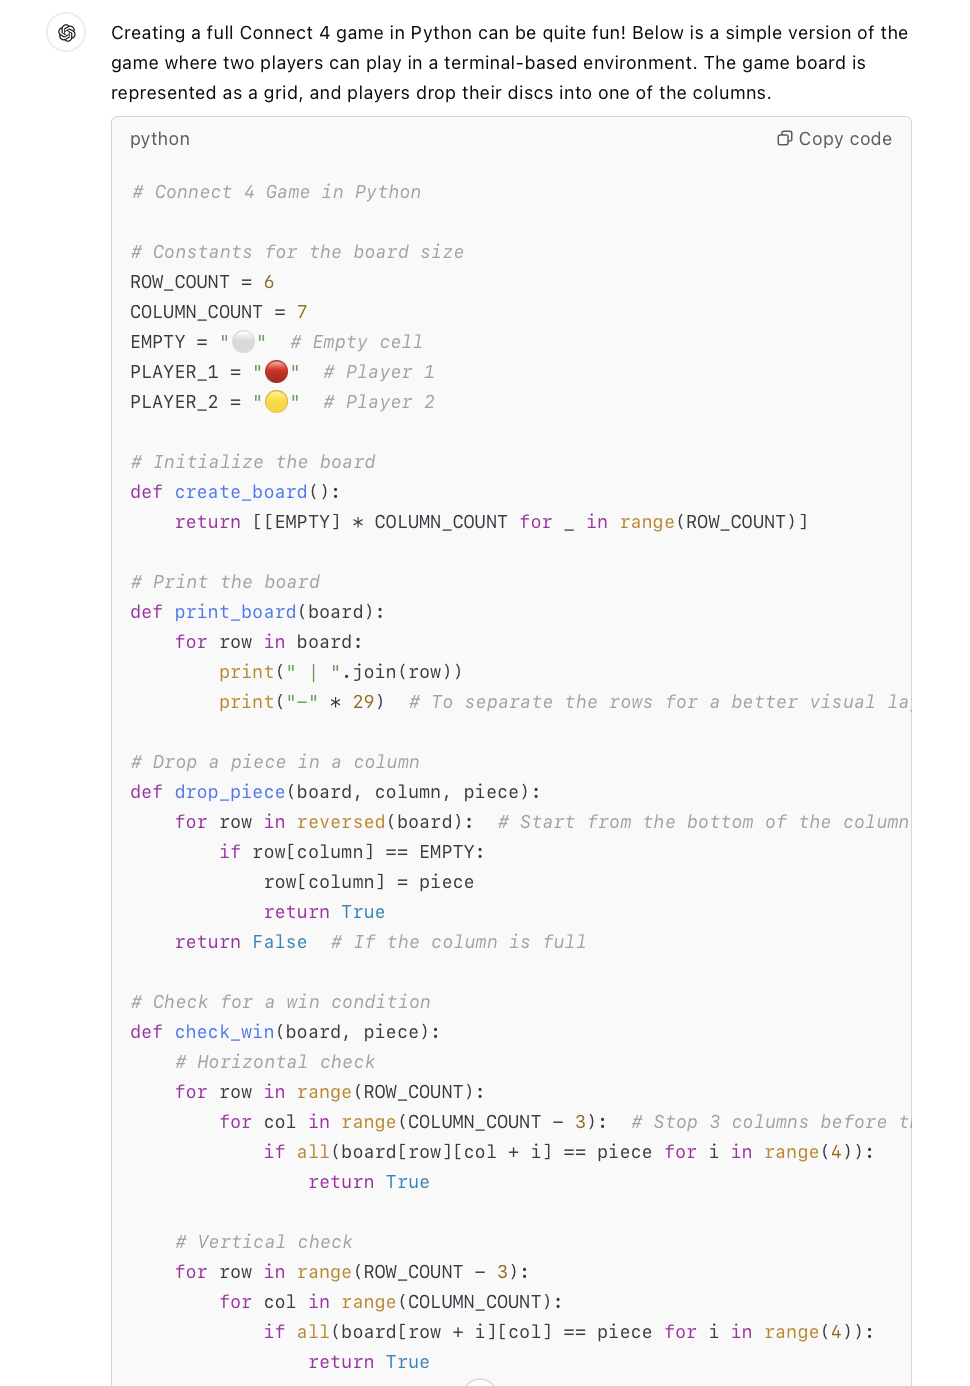 Creating a full Connect 4 game in Python can be quite fun! Below is a simple version of the
game where two players can play in a terminal-based environment. The game board is
represented as a grid, and players drop their discs into one of the columns.
python
Copy code
# Connect 4 Game in Python
# Constants for the board size
ROW_COUNT = 6
COLUMN_COUNT = 7
EMPTY = "⚪" # Empty cell
PLAYER_1 = "🔴" # Player 1
PLAYER_2 = "🟡" # Player 2
# Initialize the board
def create_board():
    return [[EMPTY] * COLUMN_COUNT for _ in range(ROW_COUNT)]
# Print the board
def print_board(board):
    for row in board:
        print(" | ".join(row))
        print("-" * 29)  # To separate the rows for a better visual
# Drop a piece in a column
def drop_piece(board, column, piece):
    for row in reversed(board):  # Start from the bottom of the column
        if row[column] == EMPTY:
            row[column] = piece
            return True
    return False  # If the column is full
# Check for a win condition
def check_win(board, piece):
    # Horizontal check
    for row in range(ROW_COUNT):
        for col in range(COLUMN_COUNT - 3):  # Stop 3 columns before
            if all(board[row][col + i] == piece for i in range(4)):
                return True
    # Vertical check
    for row in range(ROW_COUNT - 3):
        for col in range(COLUMN_COUNT):
            if all(board[row + i][col] == piece for i in range(4)):
                return True